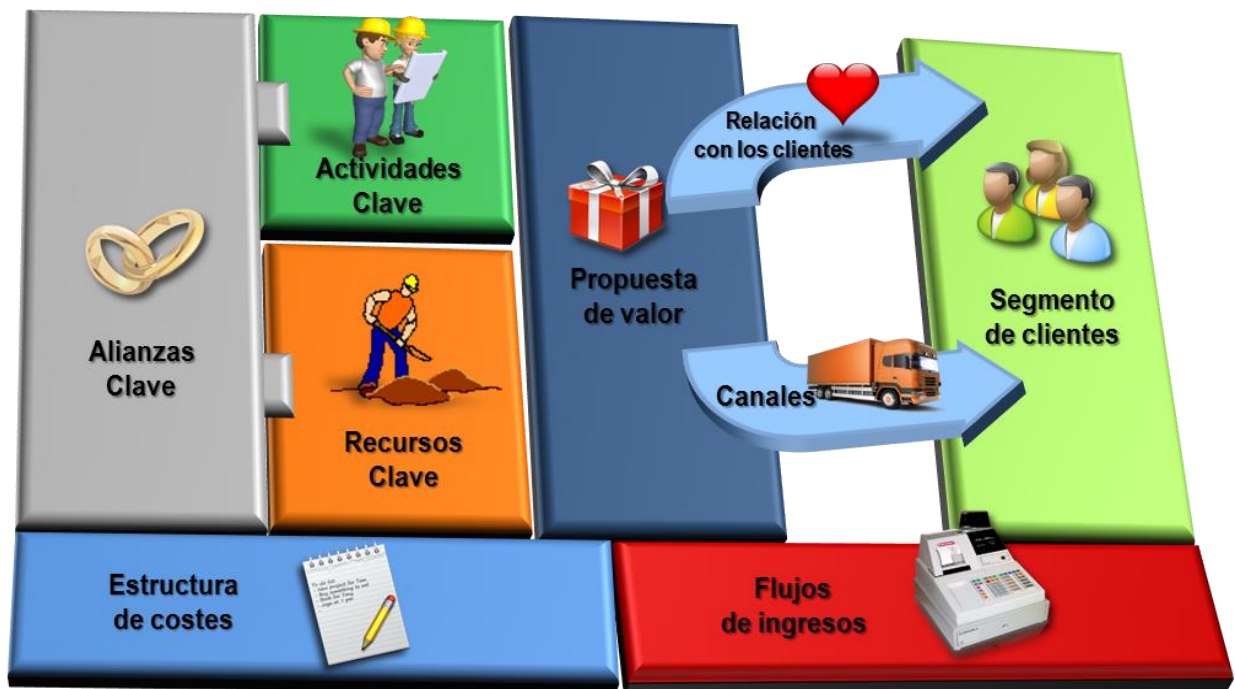 Alianzas
Clave
Actividades
Clave
Recursos
Clave
Propuesta
de valor
Relación
con los clientes
Canales
Segmento
de clientes
Estructura
de costes
Flujos
de ingresos